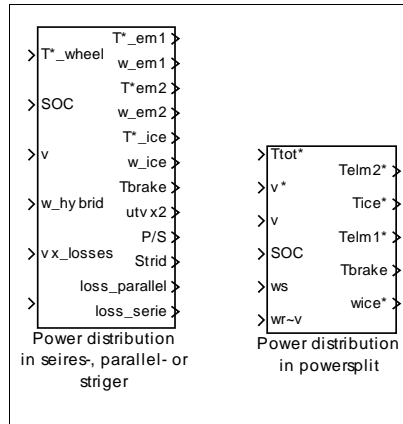 T*_wheel
SOC
v
w_hybrid
vx_losses
T*_em1
w_em1
T*em2
w_em2
T*_ice
w_ice
Tbrake
utvx2
P/S
Strid
loss_parallel
loss_serie
Power distribution
in seires-, parallel- or
striger
Ttot*
v*
v
SOC
ws
wr~v
Telm2*
Tice*
Telm1*
Tbrake
wice*
Power distribution
in powersplit